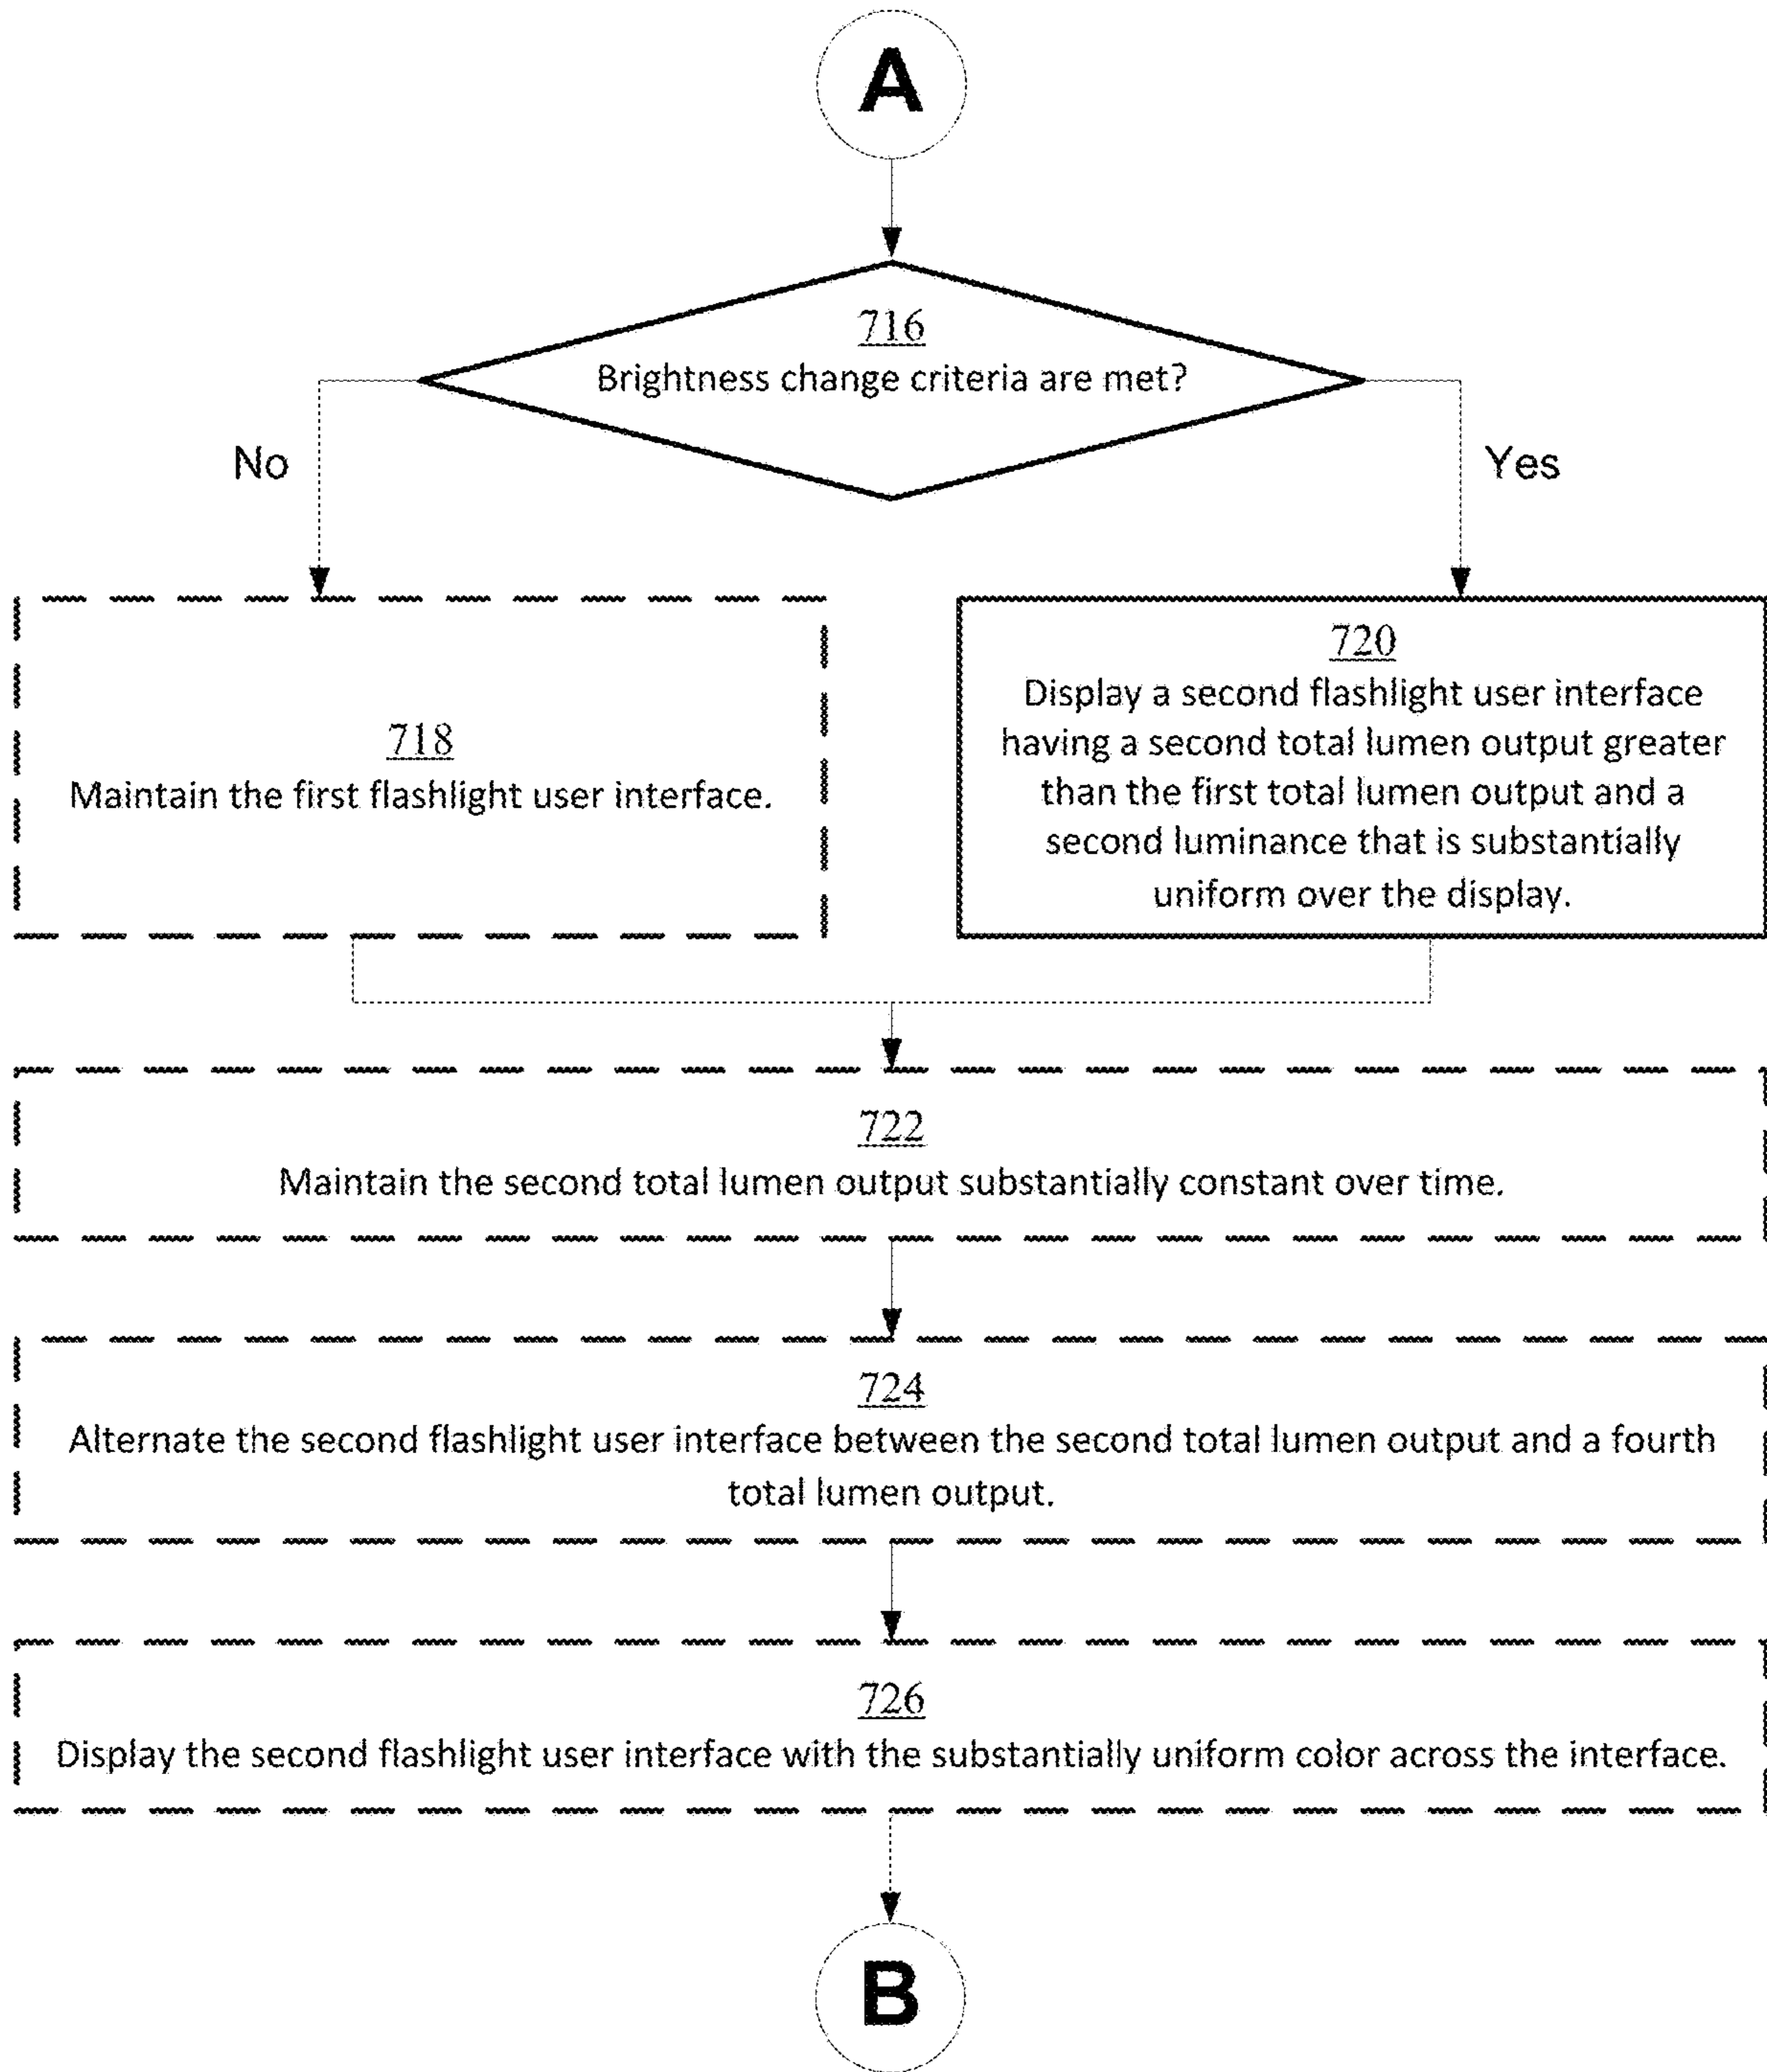 A
716
Brightness change criteria are met?
No
Yes
718
Maintain the first flashlight user interface.
720
Display a second flashlight user interface
having a second total lumen output greater
than the first total lumen output and a
second luminance that is substantially
uniform over the display.
722
Maintain the second total lumen output substantially constant over time.
724
Alternate the second flashlight user interface between the second total lumen output and a fourth
total lumen output.
726
Display the second flashlight user interface with the substantially uniform color across the interface.
B